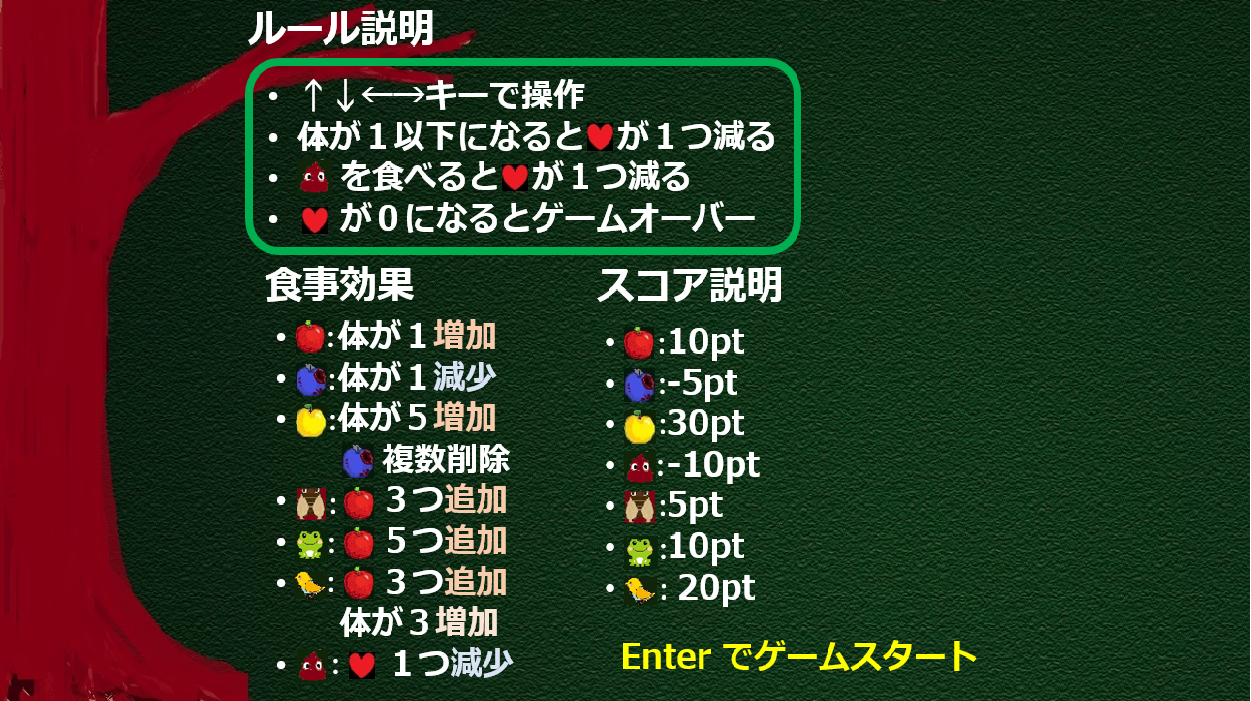 ルール説明
• ↑↓←→キーで操作
• 体が１以下になると が１つ減る
• を食べると が１つ減る
• が０になるとゲームオーバー
食事効果
• :体が１増加
• :体が１減少
• :体が５増加
複数削除
• : ３つ追加
• : ５つ追加
• : ３つ追加
体が３増加
• : １つ減少
スコア説明
• :10pt
• :-5pt
• :30pt
• :-10pt
• :5pt
• :10pt
• : 20pt
Enter でゲームスタート